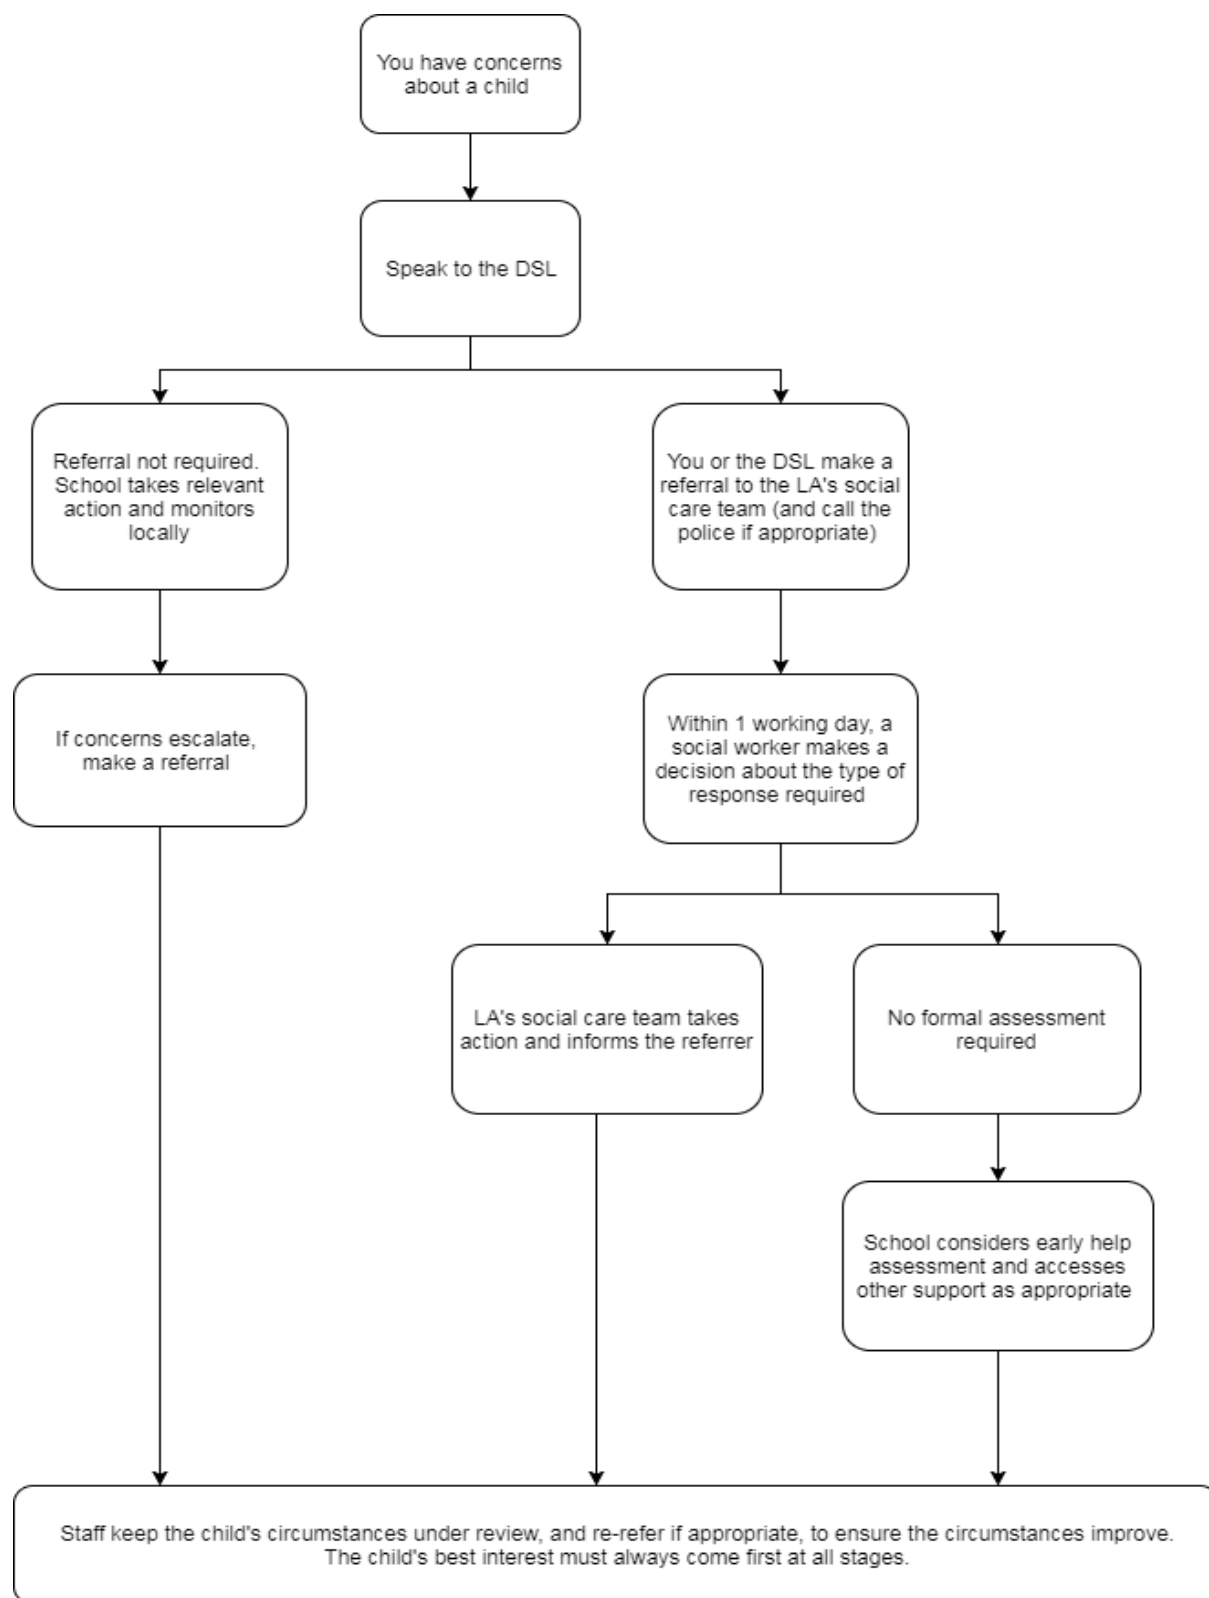 You have concerns
about a child
Speak to the DSL
Referral not required.
School takes relevant
action and monitors
locally
You or the DSL make a
referral to the LA's social
care team (and call the
police if appropriate)
If concerns escalate,
make a referral
Within 1 working day, a
social worker makes a
decision about the type of
response required
LA's social care team takes
action and informs the referrer
No formal assessment
required
School considers early help
assessment and accesses
other support as appropriate
Staff keep the child's circumstances under review, and re-refer if appropriate, to ensure the circumstances improve.
The child's best interest must always come first at all stages.